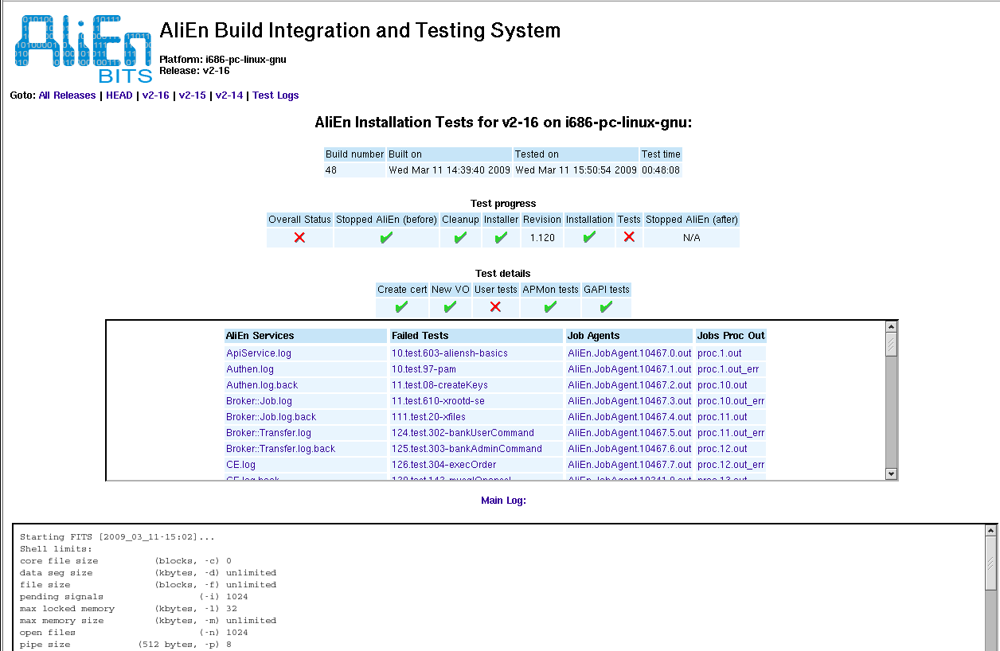 AliEn
BITS
AliEn Build Integration and Testing System
Platform: i686-pc-linux-gnu
Release: v2-16
Goto: All Releases | HEAD | v2-16 | v2-15 | v2-14 | Test Logs
AliEn Installation Tests for v2-16 on i686-pc-linux-gnu:
Build number Built on Tested on Test time
48 Wed Mar 11 14:39:40 2009 Wed Mar 11 15:50:54 2009 00:48:08
Test progress
Overall Status Stopped AliEn (before) Cleanup Installer Revision Installation Tests Stopped AliEn (after)
1.120 N/A
Test details
Create cert New VO User tests APMon tests GAPI tests
AliEn Services Failed Tests Job Agents Jobs Proc Out
ApiService.log 10.test.603-aliensh-basics AliEn.JobAgent.10467.0.out proc.1.out
Authen.log 10.test.97-pam AliEn.JobAgent.10467.1.out proc.1.out_err
Authen.log.back 11.test.08-createKeys AliEn.JobAgent.10467.2.out proc.10.out
Broker::Job.log 11.test.610-xrootd-se AliEn.JobAgent.10467.3.out proc.10.out_err
Broker::Job.log.back 111.test.20-xfiles AliEn.JobAgent.10467.4.out proc.11.out
Broker::Transfer.log 124.test.302-bankUserCommand AliEn.JobAgent.10467.5.out proc.11.out_err
Broker::Transfer.log.back 125.test.303-bankAdminCommand AliEn.JobAgent.10467.6.out proc.12.out
CE.log 126.test.304-execOrder AliEn.JobAgent.10467.7.out proc.12.out_err
CE.log.back
Main Log:
Starting FITS [2009_03_11-15:02]...
Shell limits:
core file size (blocks, -c) 0
data seg size (kbytes, -d) unlimited
file size (blocks, -f) unlimited
pending signals (-i) 1024
max locked memory (kbytes, -l) 32
max memory size (kbytes, -m) unlimited
open files (-n) 1024
pipe size (512 bytes, -p) 8